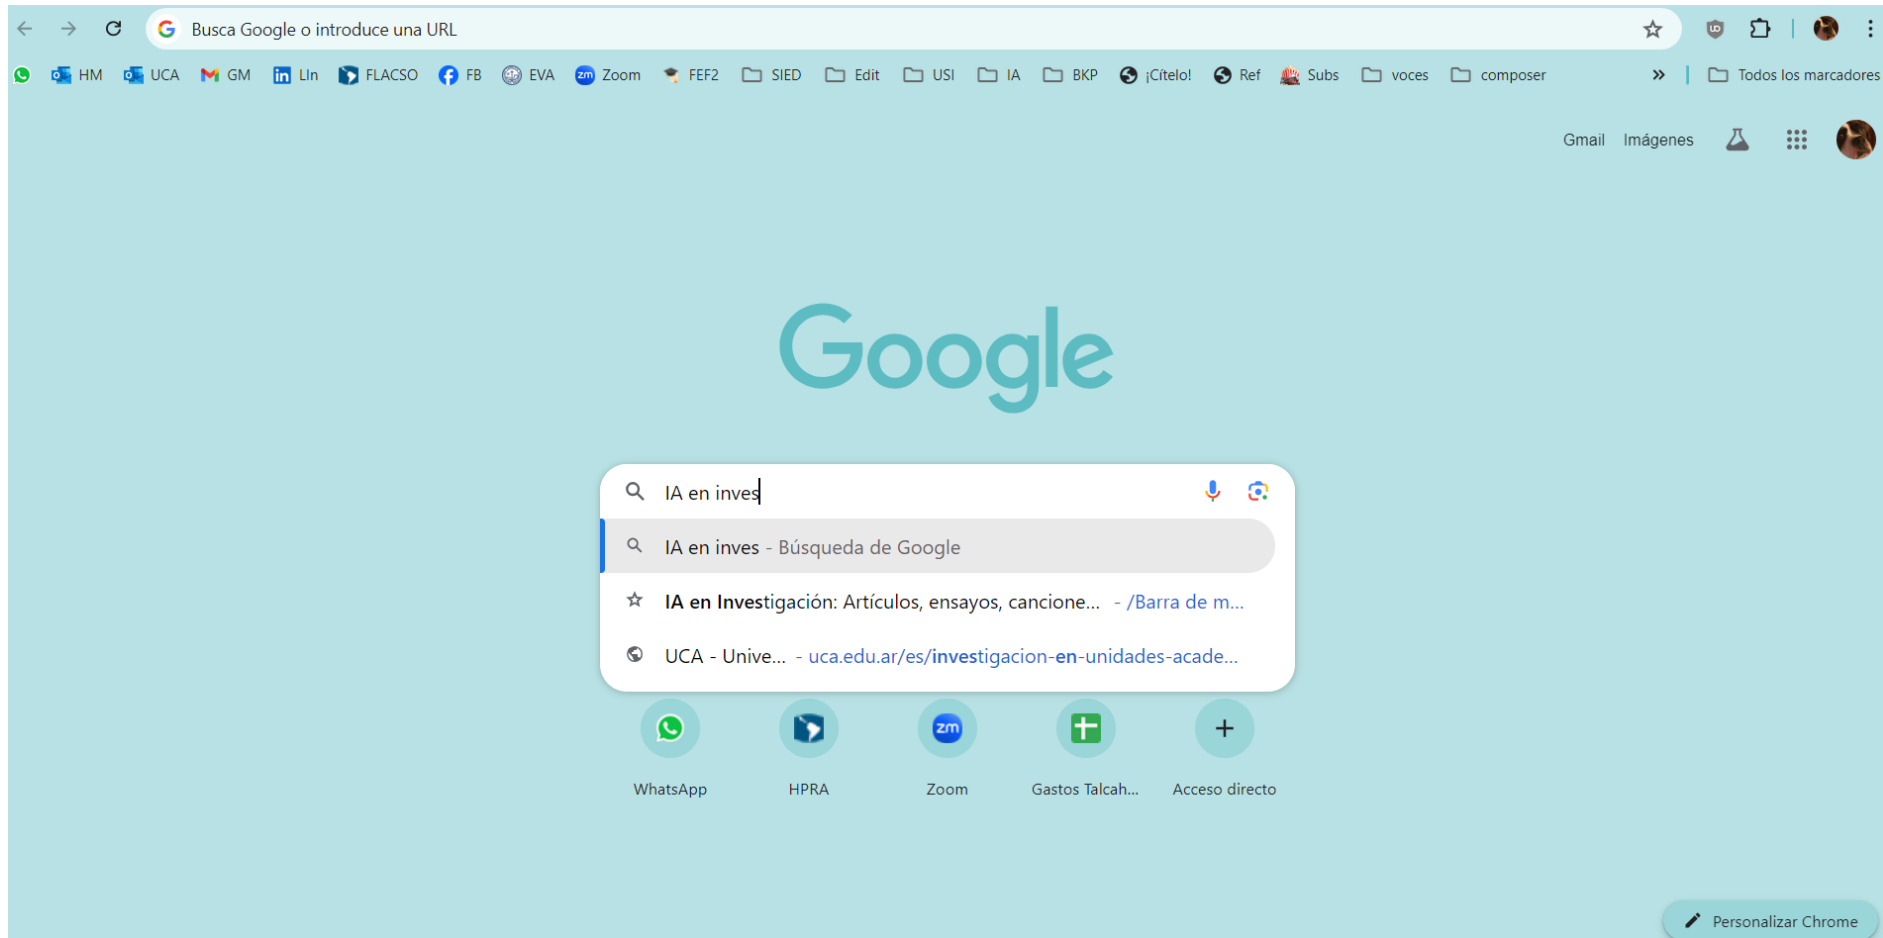 Busca Google o introduce una URL
HM UCA GM LIn FLACSO FB EVA Zoom FEF2 SIED Edit USI IA BKP ¡Cítelo! Ref Subs voces composer » Todos los marcadores
Gmail Imágenes
Google
IA en inves
IA en inves - Búsqueda de Google
IA en Investigación: Artículos, ensayos, cancione... - /Barra de m...
UCA - Unive... - uca.edu.ar/es/investigacion-en-unidades-acade...
zm
WhatsApp HPRA Zoom Gastos Talcah... Acceso directo
Personalizar Chrome